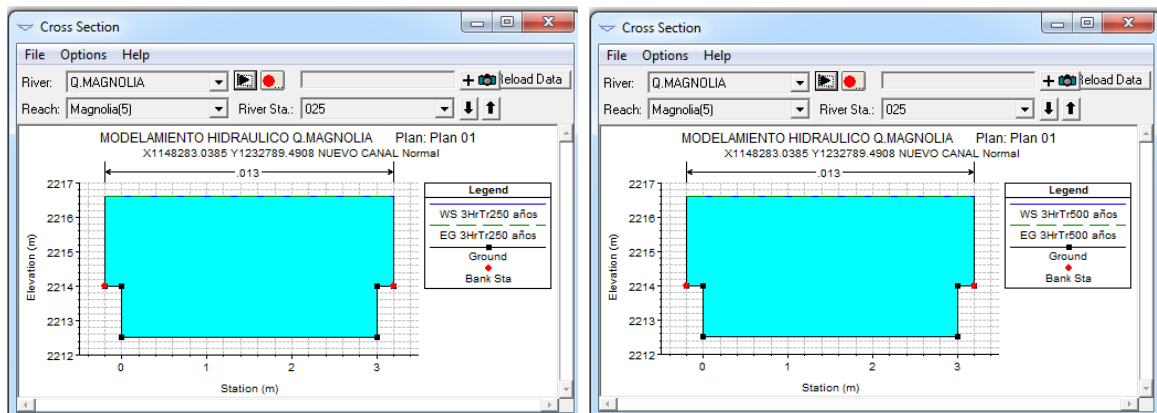 Cross Section
File Options Help
River: Q.MAGNOLIA
Reload Data
Reach: Magnolia(5) River Sta.: 025
MODELAMIENTO HIDRAULICO Q.MAGNOLIA Plan: Plan 01
X1148283.0385 Y1232789.4908 NUEVO CANAL Normal
.013
2217
2216
2215
2214
2213
2212
Elevation (m)
0 1 2 3
Station (m)
Legend
WS 3HrTr250 años
EG 3HrTr250 años
Ground
Bank Sta
Cross Section
File Options Help
River: Q.MAGNOLIA
Reload Data
Reach: Magnolia(5) River Sta.: 025
MODELAMIENTO HIDRAULICO Q.MAGNOLIA Plan: Plan 01
X1148283.0385 Y1232789.4908 NUEVO CANAL Normal
.013
2217
2216
2215
2214
2213
2212
Elevation (m)
0 1 2 3
Station (m)
Legend
WS 3HrTr500 años
EG 3HrTr500 años
Ground
Bank Sta